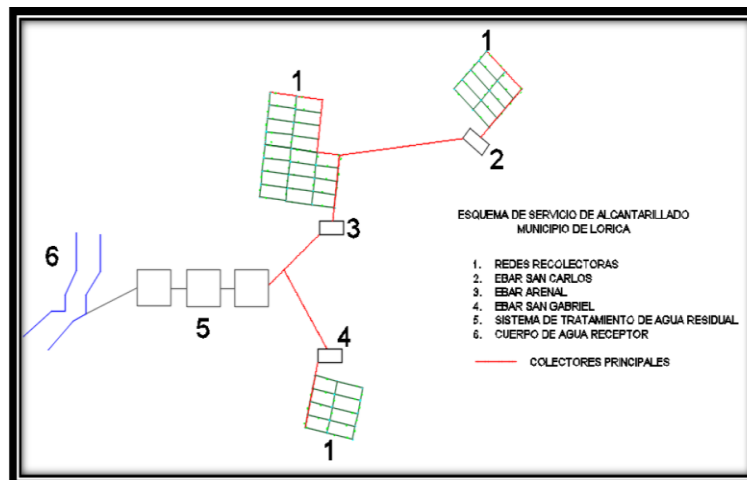 1
1
2
3
6
5
4
1
ESQUEMA DE SERVICIO DE ALCANTARILLADO
MUNICIPIO DE LORICA
1. REDES RECOLECTORAS
2. EBAR SAN CARLOS
3. EBAR ARENAL
4. EBAR SAN GABRIEL
5. SISTEMA DE TRATAMIENTO DE AGUA RESIDUAL
6. CUERPO DE AGUA RECEPTOR
COLECTORES PRINCIPALES